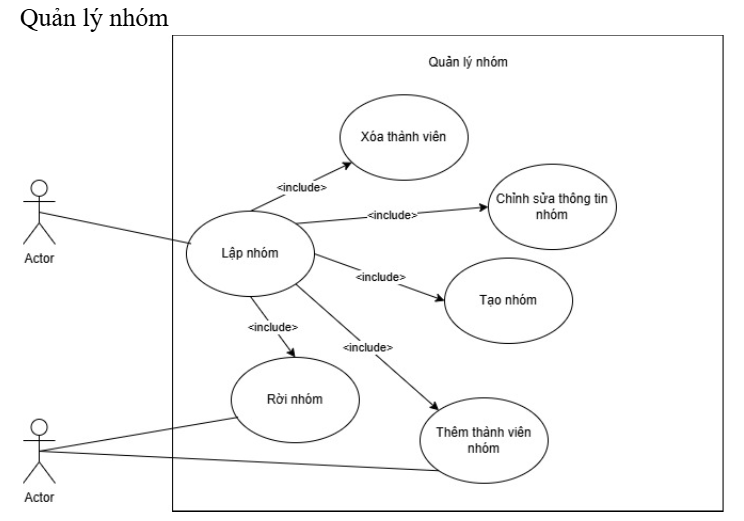 Quản lý nhóm
Quản lý nhóm
Xóa thành viên
<include>
Chỉnh sửa thông tin
nhóm
<include>
Actor
Lập nhóm
<include>
Tạo nhóm
<include>
<include>
Rời nhóm
Thêm thành viên
nhóm
Actor